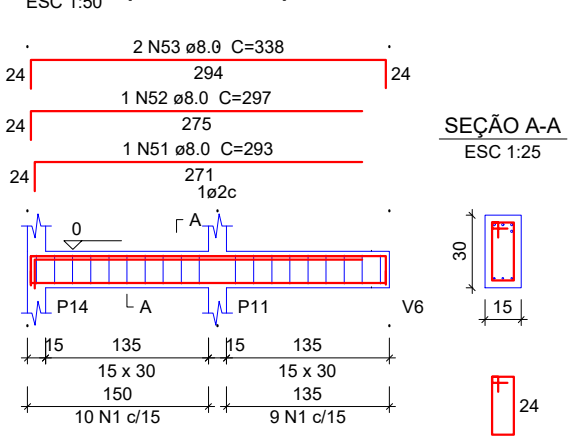 ESC 1:50
2 N53 ø8.0 C=338
24
294
24
1 N52 ø8.0 C=297
24
275
1 N51 ø8.0 C=293
24
271
1ø2c
SEÇÃO A-A
ESC 1:25
0
A
30
15
P14
A
P11
V6
15 135 15 135
15 x 30 15 x 30
150 135
10 N1 c/15 9 N1 c/15
24